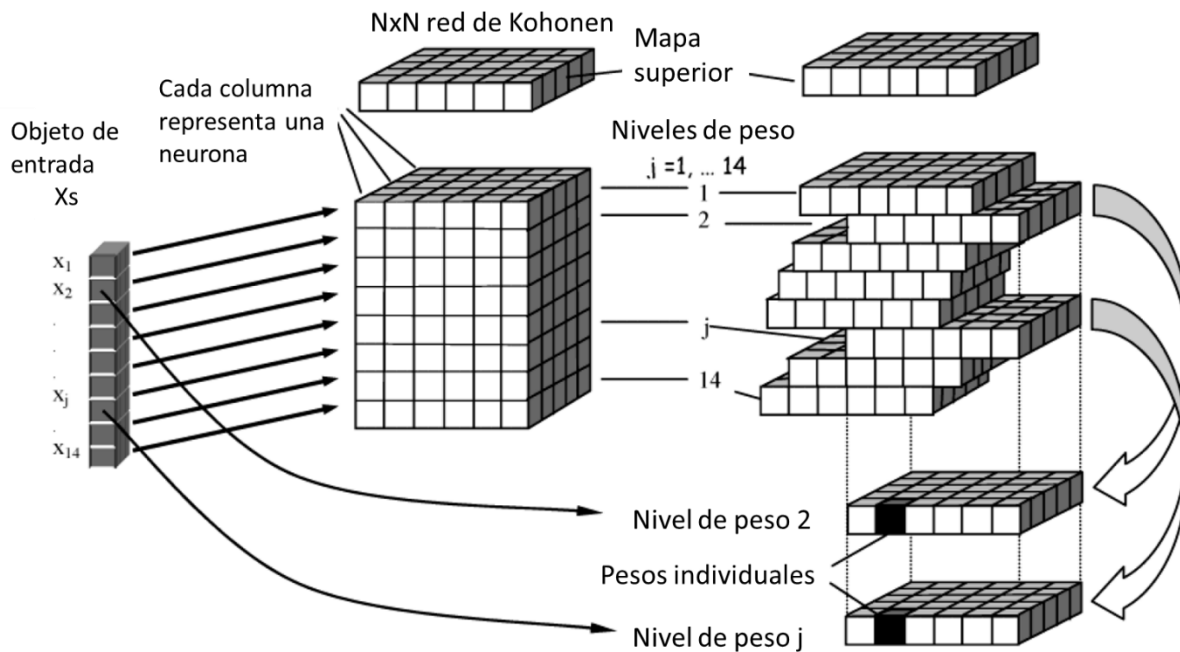 NxN red de Kohonen
Mapa
superior
Cada columna
representa una
neurona
Objeto de
entrada
Xs
Niveles de peso
j =1, ... 14
1
2
j
14
x1
x2
.
.
.
xj
.
x14
Nivel de peso 2
Pesos individuales
Nivel de peso j